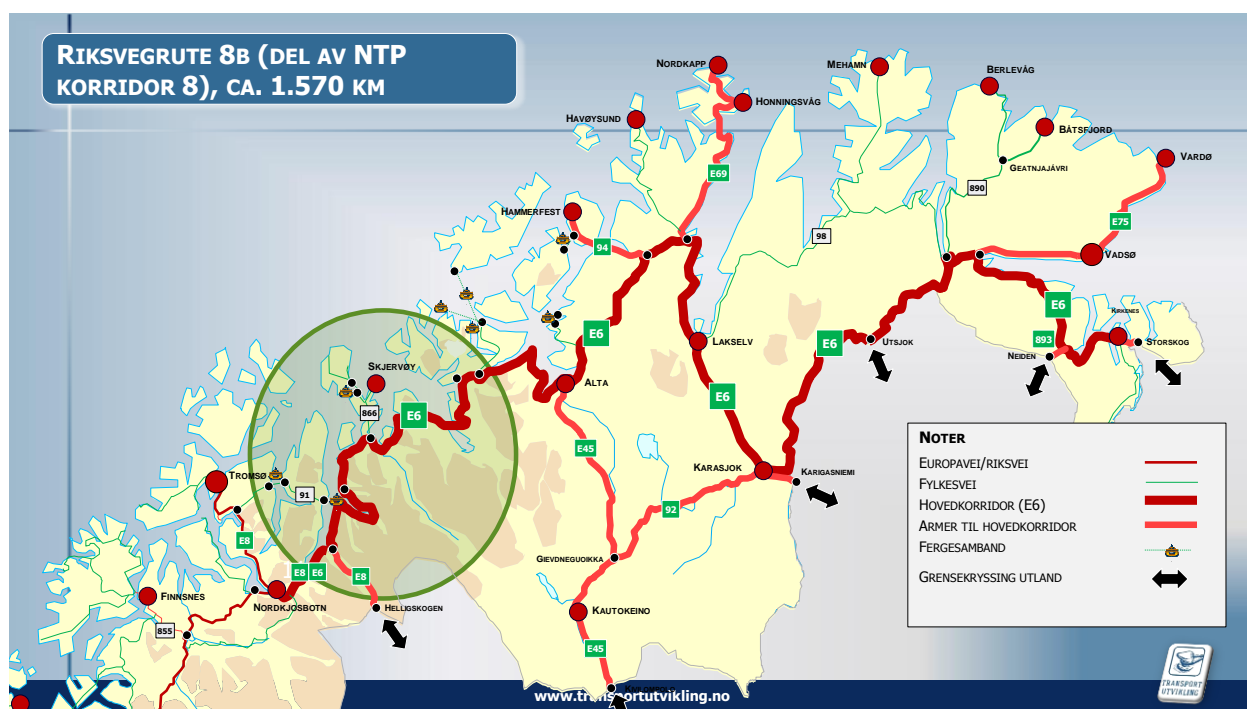 RIKSVEGRUTE 8B (DEL AV NTP
KORRIDOR 8), CA. 1.570 KM
NORDKAPP
MEHAMN
BERLEVÅG
HONNINGSVÅG
HAVØYSUND
BÅTSFJORD
VARDØ
GEATNJAJÁVRI
E69
890
HAMMERFEST
E75
94
98
VADSØ
E6
E6
KIRKENES
LAKSELV
E6
UTSJOK
893
STORSKOG
NEIDEN
SKJERVØY
ALTA
866
E6
E6
NOTER
E45
EUROPAVEI/RIKSVEI
TROMSØ
KARASJOK
KARIGASNIEMI
FYLKESVEI
91
HOVEDKORRIDOR (E6)
92
ARMER TIL HOVEDKORRIDOR
E8
FERGESAMBAND
GIEVDNEGUOIKKA
E8 E6
E8
GRENSEKRYSSING UTLAND
FINNSNES
NORDKJOSBOTN
HELLIGSKOGEN
KAUTOKEINO
855
E45
TRANSPORT
UTVIKLING
www.transportutvikling.no